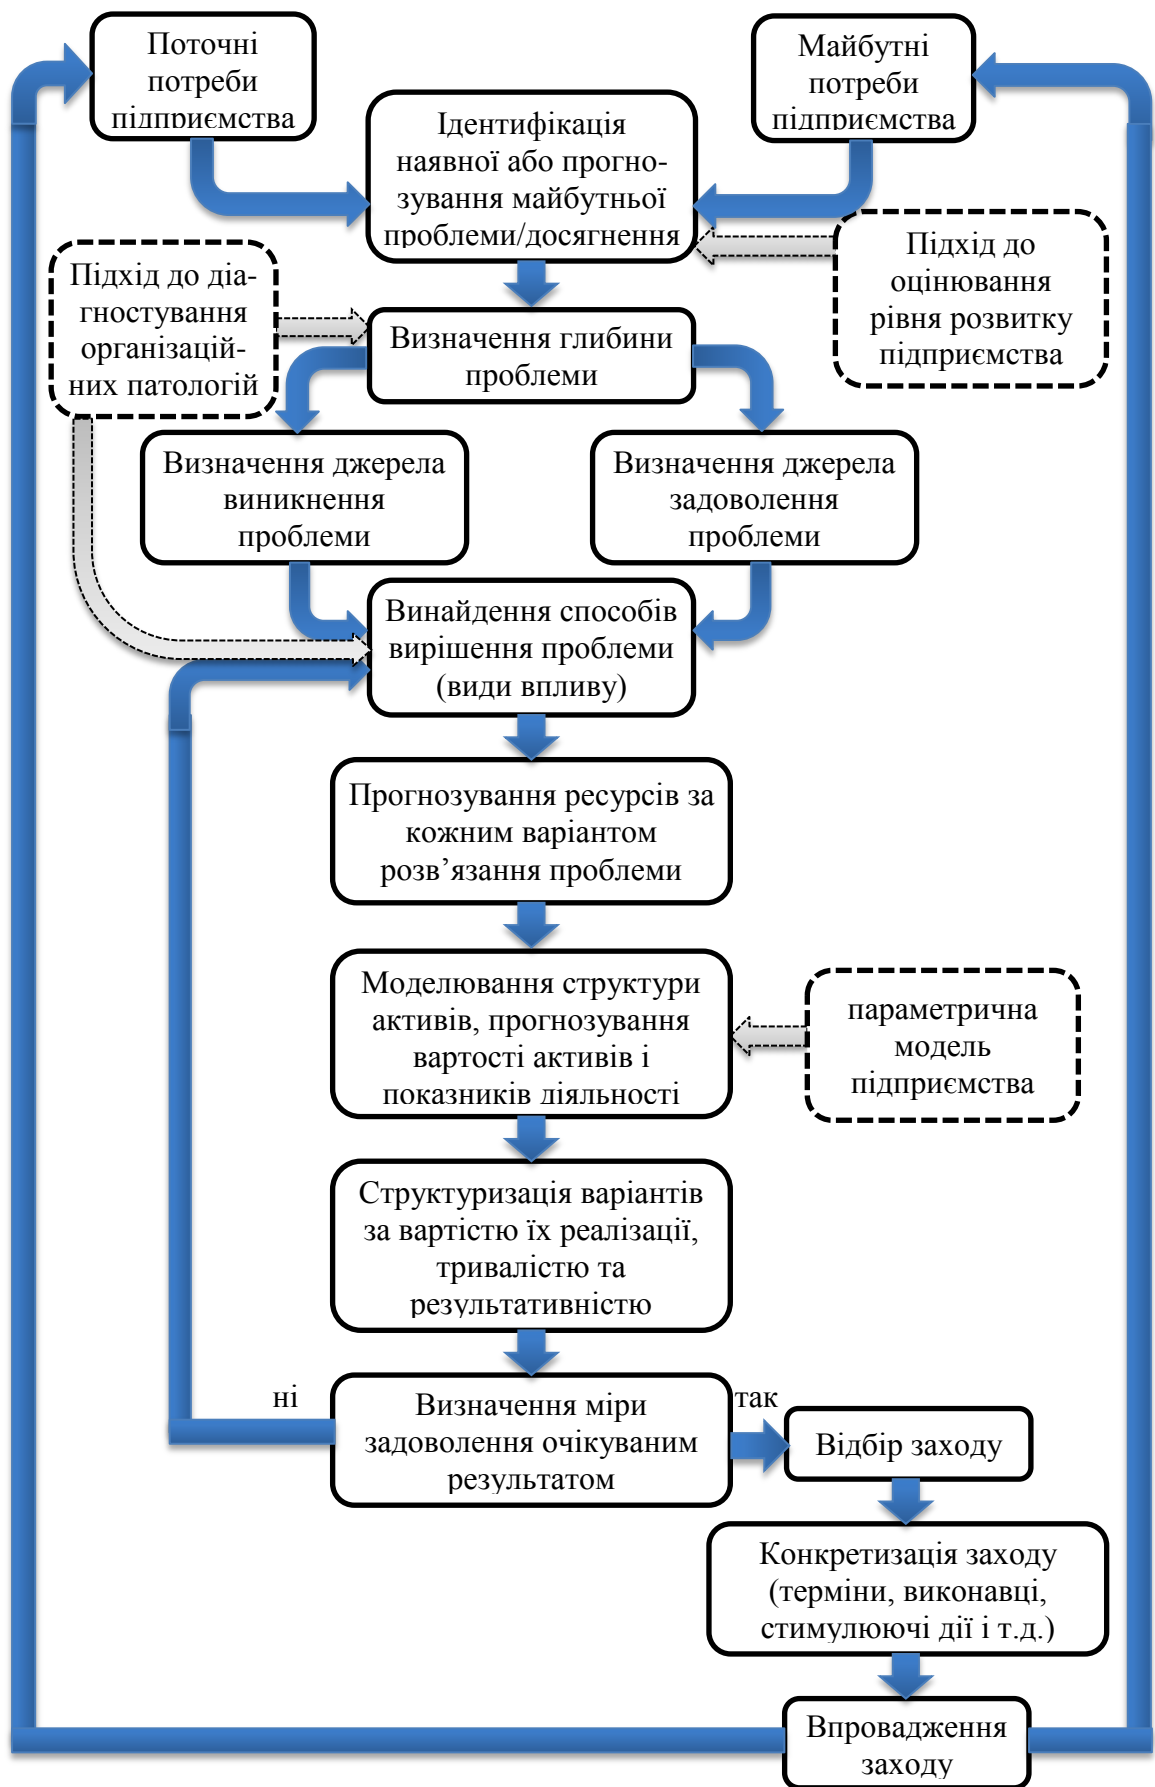 Поточні
потреби
підприємства
Майбутні
потреби
підприємства
Ідентифікація
наявної або прогно-
зування майбутньої
проблеми/досягнення
Підхід до діа-
гностування
організацій-
них патологій
Підхід до
оцінювання
рівня розвитку
підприємства
Визначення глибини
проблеми
Визначення джерела
виникнення
проблеми
Визначення джерела
задоволення
проблеми
Винайдення способів
вирішення проблеми
(види впливу)
Прогнозування ресурсів за
кожним варіантом
розв’язання проблеми
Моделювання структури
активів, прогнозування
вартості активів і
показників діяльності
параметрична
модель
підприємства
Структуризація варіантів
за вартістю їх реалізації,
тривалістю та
результативністю
ні
Визначення міри
задоволення очікуваним
результатом
так
Відбір заходу
Конкретизація заходу
(терміни, виконавці,
стимулюючі дії і т.д.)
Впровадження
заходу